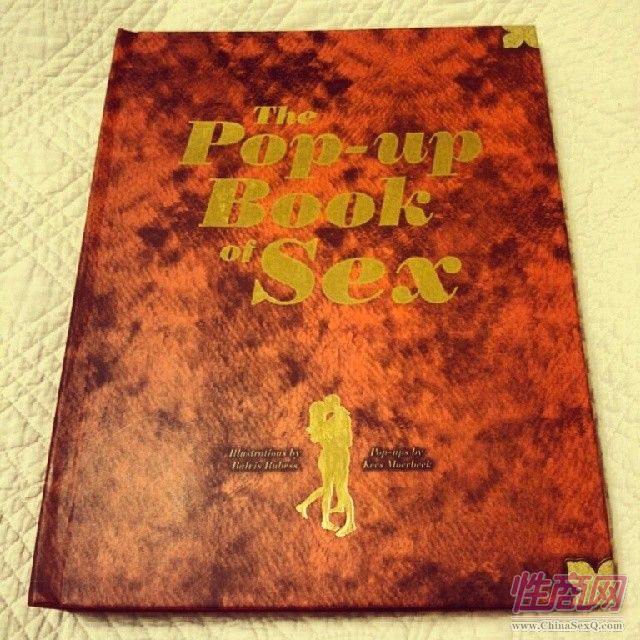 The
Pop-up
Book
of Sex
Illustrations by
Balvis Rubess
Pop-ups by
Kees Moerbeek
性商网
www.ChinaSexQ.com